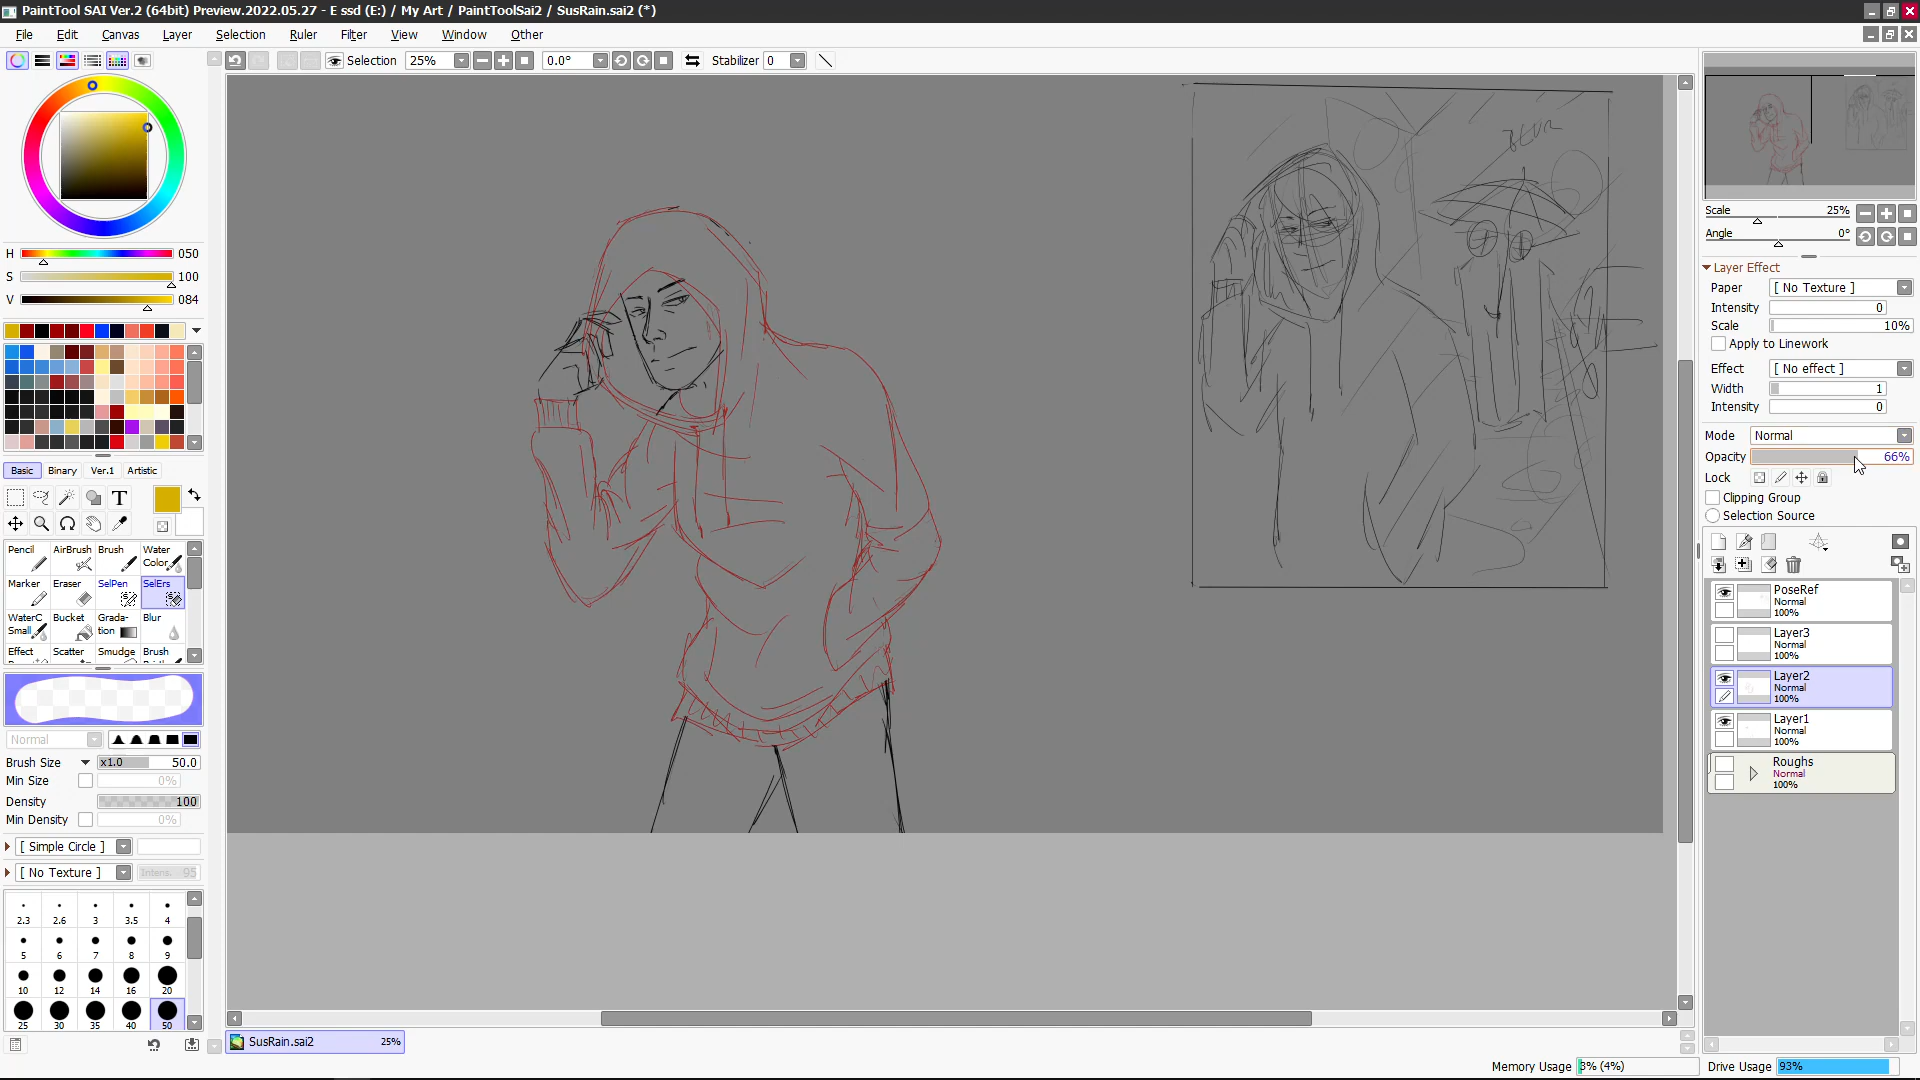 PaintTool SAI Ver.2 (64bit) Preview.2022.05.27 - E ssd (E:) / My Art / PaintToolSai2 / SusRain.sai2 (*)
File Edit Canvas Layer Selection Ruler Filter View Window Other
Selection 25% 0.0° Stabilizer 0
BLUR
H 050
S 100
V 084
Basic Binary Ver.1 Artistic
T
Pencil AirBrush Brush Water Color
Marker Eraser SelPen SelErs
WaterC Small Bucket Gradation Blur
Effect Scatter Smudge Brush
Normal
Brush Size x1.0 50.0
Min Size 0%
Density 100
Min Density 0%
[ Simple Circle ]
[ No Texture ] Intens. 95
2.3 2.6 3 3.5 4
5 6 7 8 9
10 12 14 16 20
25 30 35 40 50
SusRain.sai2 25%
Scale 25%
Angle 0°
Layer Effect
Paper [ No Texture ]
Intensity 0
Scale 10%
Apply to Linework
Effect [ No effect ]
Width 1
Intensity 0
Mode Normal
Opacity 66%
Lock
Clipping Group
Selection Source
PoseRef
Normal
100%
Layer3
Normal
100%
Layer2
Normal
100%
Layer1
Normal
100%
Roughs
Normal
100%
Memory Usage 3% (4%) Drive Usage 93%